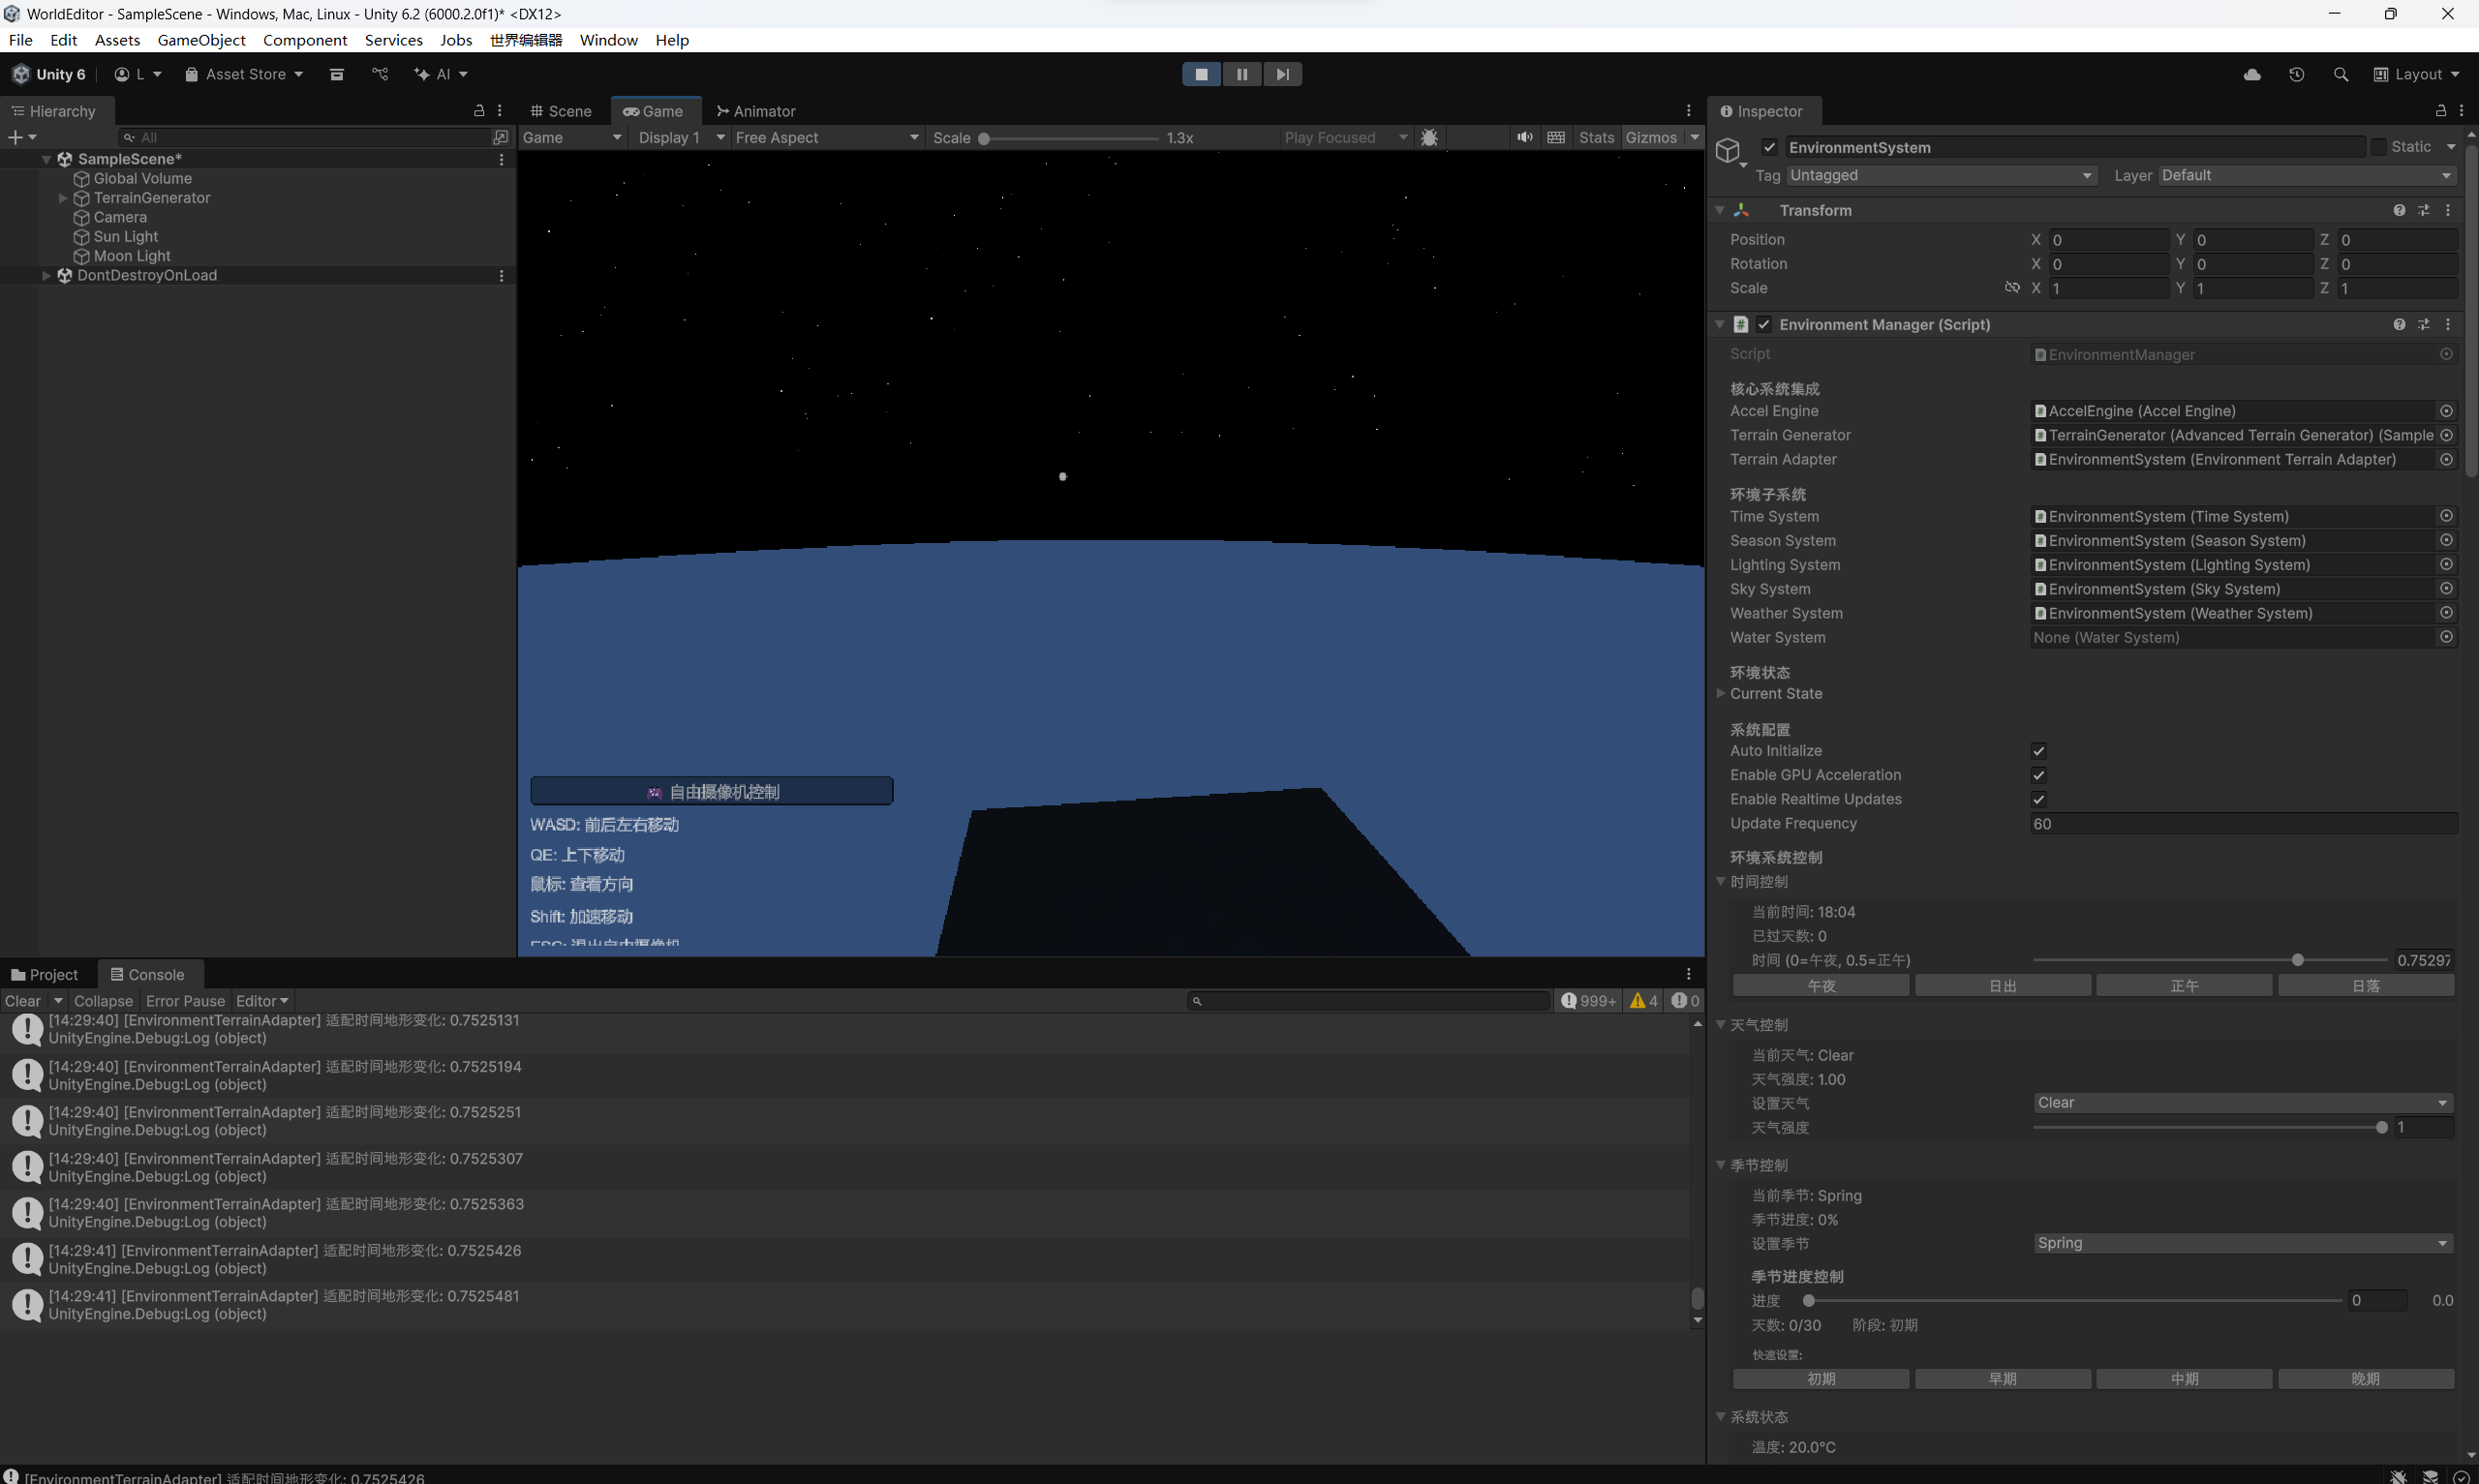 WorldEditor - SampleScene - Windows, Mac, Linux - Unity 6.2 (6000.2.0f1)* <DX12>
File Edit Assets GameObject Component Services Jobs 世界编辑器 Window Help
Unity 6 L Asset Store AI Layout
Hierarchy
All
SampleScene*
Global Volume
TerrainGenerator
Camera
Sun Light
Moon Light
DontDestroyOnLoad
Scene Game Animator
Game Display 1 Free Aspect Scale 1.3x Play Focused Stats Gizmos
自由摄像机控制
WASD: 前后左右移动
QE: 上下移动
鼠标: 查看方向
Shift: 加速移动
ESC: 退出自由摄像机
Project Console
Clear Collapse Error Pause Editor 999+ 4 0
[14:29:40] [EnvironmentTerrainAdapter] 适配时间地形变化: 0.7525131
UnityEngine.Debug:Log (object)
[14:29:40] [EnvironmentTerrainAdapter] 适配时间地形变化: 0.7525194
UnityEngine.Debug:Log (object)
[14:29:40] [EnvironmentTerrainAdapter] 适配时间地形变化: 0.7525251
UnityEngine.Debug:Log (object)
[14:29:40] [EnvironmentTerrainAdapter] 适配时间地形变化: 0.7525307
UnityEngine.Debug:Log (object)
[14:29:40] [EnvironmentTerrainAdapter] 适配时间地形变化: 0.7525363
UnityEngine.Debug:Log (object)
[14:29:41] [EnvironmentTerrainAdapter] 适配时间地形变化: 0.7525426
UnityEngine.Debug:Log (object)
[14:29:41] [EnvironmentTerrainAdapter] 适配时间地形变化: 0.7525481
UnityEngine.Debug:Log (object)
[EnvironmentTerrainAdapter] 适配时间地形变化: 0.7525426
Inspector
EnvironmentSystem Static
Tag Untagged Layer Default
Transform
Position X 0 Y 0 Z 0
Rotation X 0 Y 0 Z 0
Scale X 1 Y 1 Z 1
Environment Manager (Script)
Script EnvironmentManager
核心系统集成
Accel Engine AccelEngine (Accel Engine)
Terrain Generator TerrainGenerator (Advanced Terrain Generator) (Sample
Terrain Adapter EnvironmentSystem (Environment Terrain Adapter)
环境子系统
Time System EnvironmentSystem (Time System)
Season System EnvironmentSystem (Season System)
Lighting System EnvironmentSystem (Lighting System)
Sky System EnvironmentSystem (Sky System)
Weather System EnvironmentSystem (Weather System)
Water System None (Water System)
环境状态
Current State
系统配置
Auto Initialize
Enable GPU Acceleration
Enable Realtime Updates
Update Frequency 60
环境系统控制
时间控制
当前时间: 18:04
已过天数: 0
时间 (0=午夜, 0.5=正午) 0.75297
午夜 日出 正午 日落
天气控制
当前天气: Clear
天气强度: 1.00
设置天气 Clear
天气强度 1
季节控制
当前季节: Spring
季节进度: 0%
设置季节 Spring
季节进度控制
进度 0 0.0
天数: 0/30 阶段: 初期
快速设置:
初期 早期 中期 晚期
系统状态
温度: 20.0°C